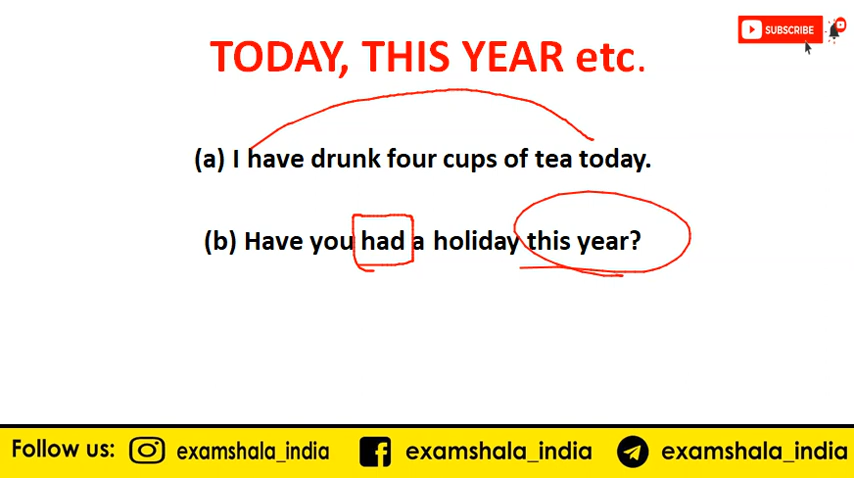 SUBSCRIBE
TODAY, THIS YEAR etc.
(a) I have drunk four cups of tea today.
(b) Have you had a holiday this year?
Follow us: examshala_india examshala_india examshala_india